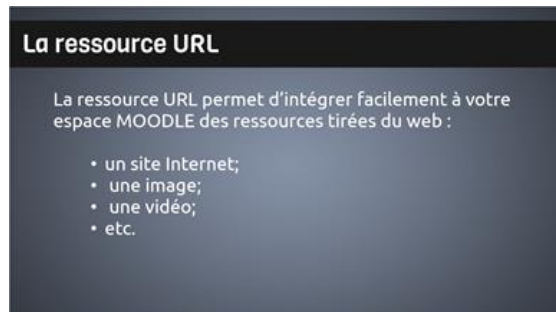 La ressource URL
La ressource URL permet d'intégrer facilement à votre
espace MOODLE des ressources tirées du web :
• un site Internet;
• une image;
• une vidéo;
• etc.